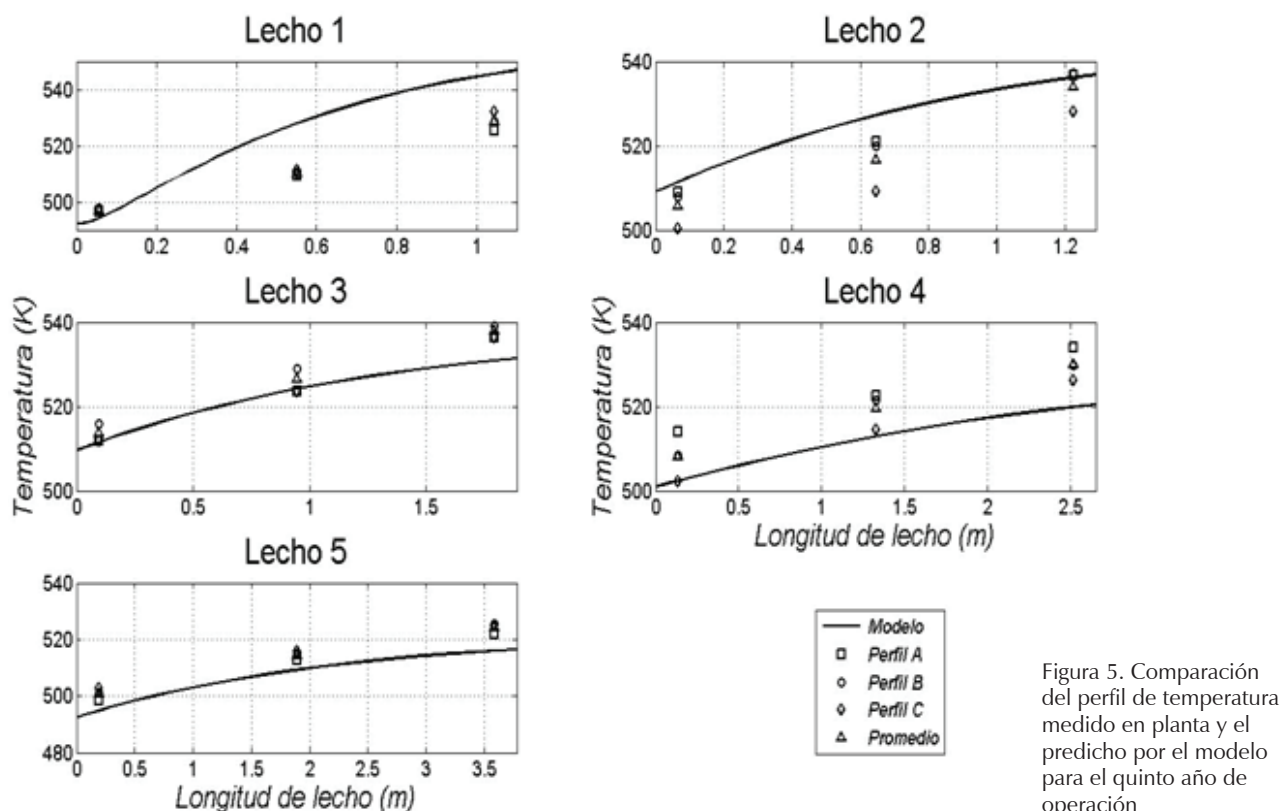 Lecho 1
540
520
500
0
0.2
0.4
0.6
0.8
1
Lecho 2
540
520
500
0
0.2
0.4
0.6
0.8
1
1.2
Lecho 3
Temperatura (K)
540
520
500
0
0.5
1
1.5
Lecho 4
Temperatura (K)
540
520
500
0
0.5
1
1.5
2
2.5
Longitud de lecho (m)
Lecho 5
540
520
500
480
0
0.5
1
1.5
2
2.5
3
3.5
Longitud de lecho (m)
Modelo
Perfil A
Perfil B
Perfil C
Promedio
Figura 5. Comparación
del perfil de temperatura
medido en planta y el
predicho por el modelo
para el quinto año de
operación